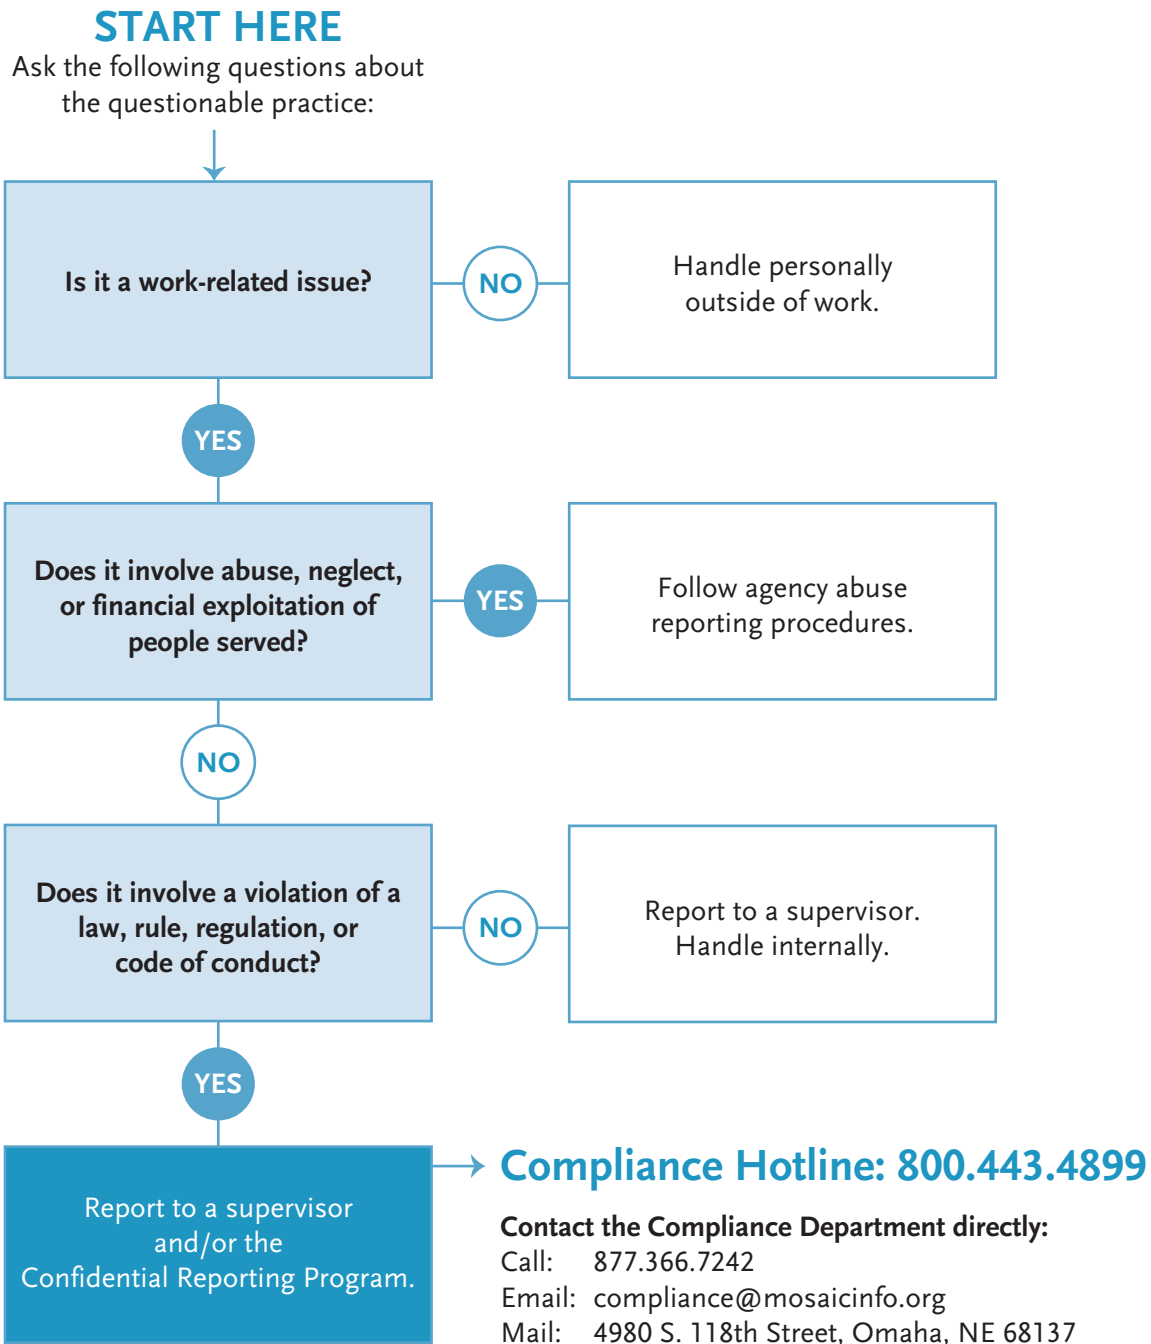 START HERE
Ask the following questions about
the questionable practice:
Is it a work-related issue?
NO
Handle personally
outside of work.
YES
Does it involve abuse, neglect,
or financial exploitation of
people served?
YES
Follow agency abuse
reporting procedures.
NO
Does it involve a violation of a
law, rule, regulation, or
code of conduct?
NO
Report to a supervisor.
Handle internally.
YES
Report to a supervisor
and/or the
Confidential Reporting Program.
Compliance Hotline: 800.443.4899
Contact the Compliance Department directly:
Call: 877.366.7242
Email: compliance@mosaicinfo.org
Mail: 4980 S. 118th Street, Omaha, NE 68137